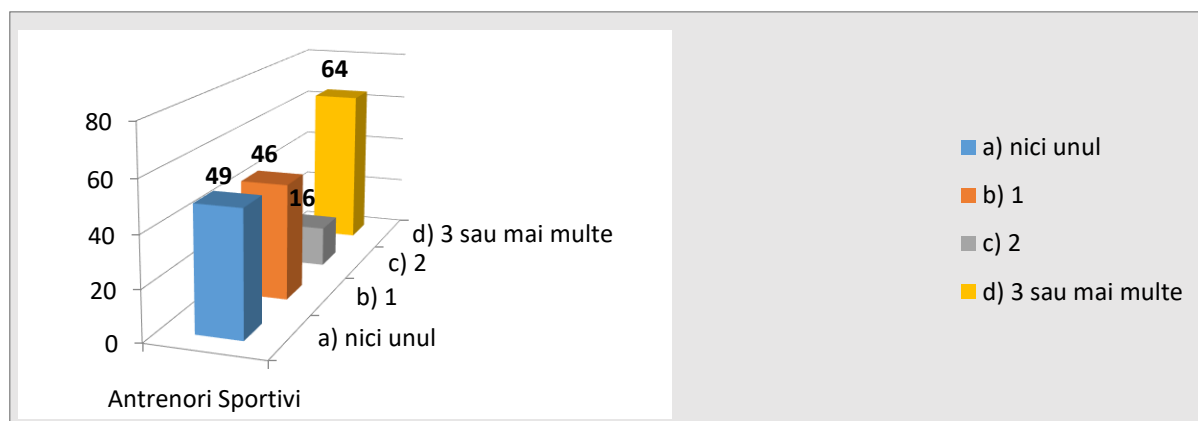 64
80
46
49
60
16
40
d) 3 sau mai multe
c) 2
20
b) 1
0
a) nici unul
Antrenori Sportivi
a) nici unul
b) 1
c) 2
d) 3 sau mai multe